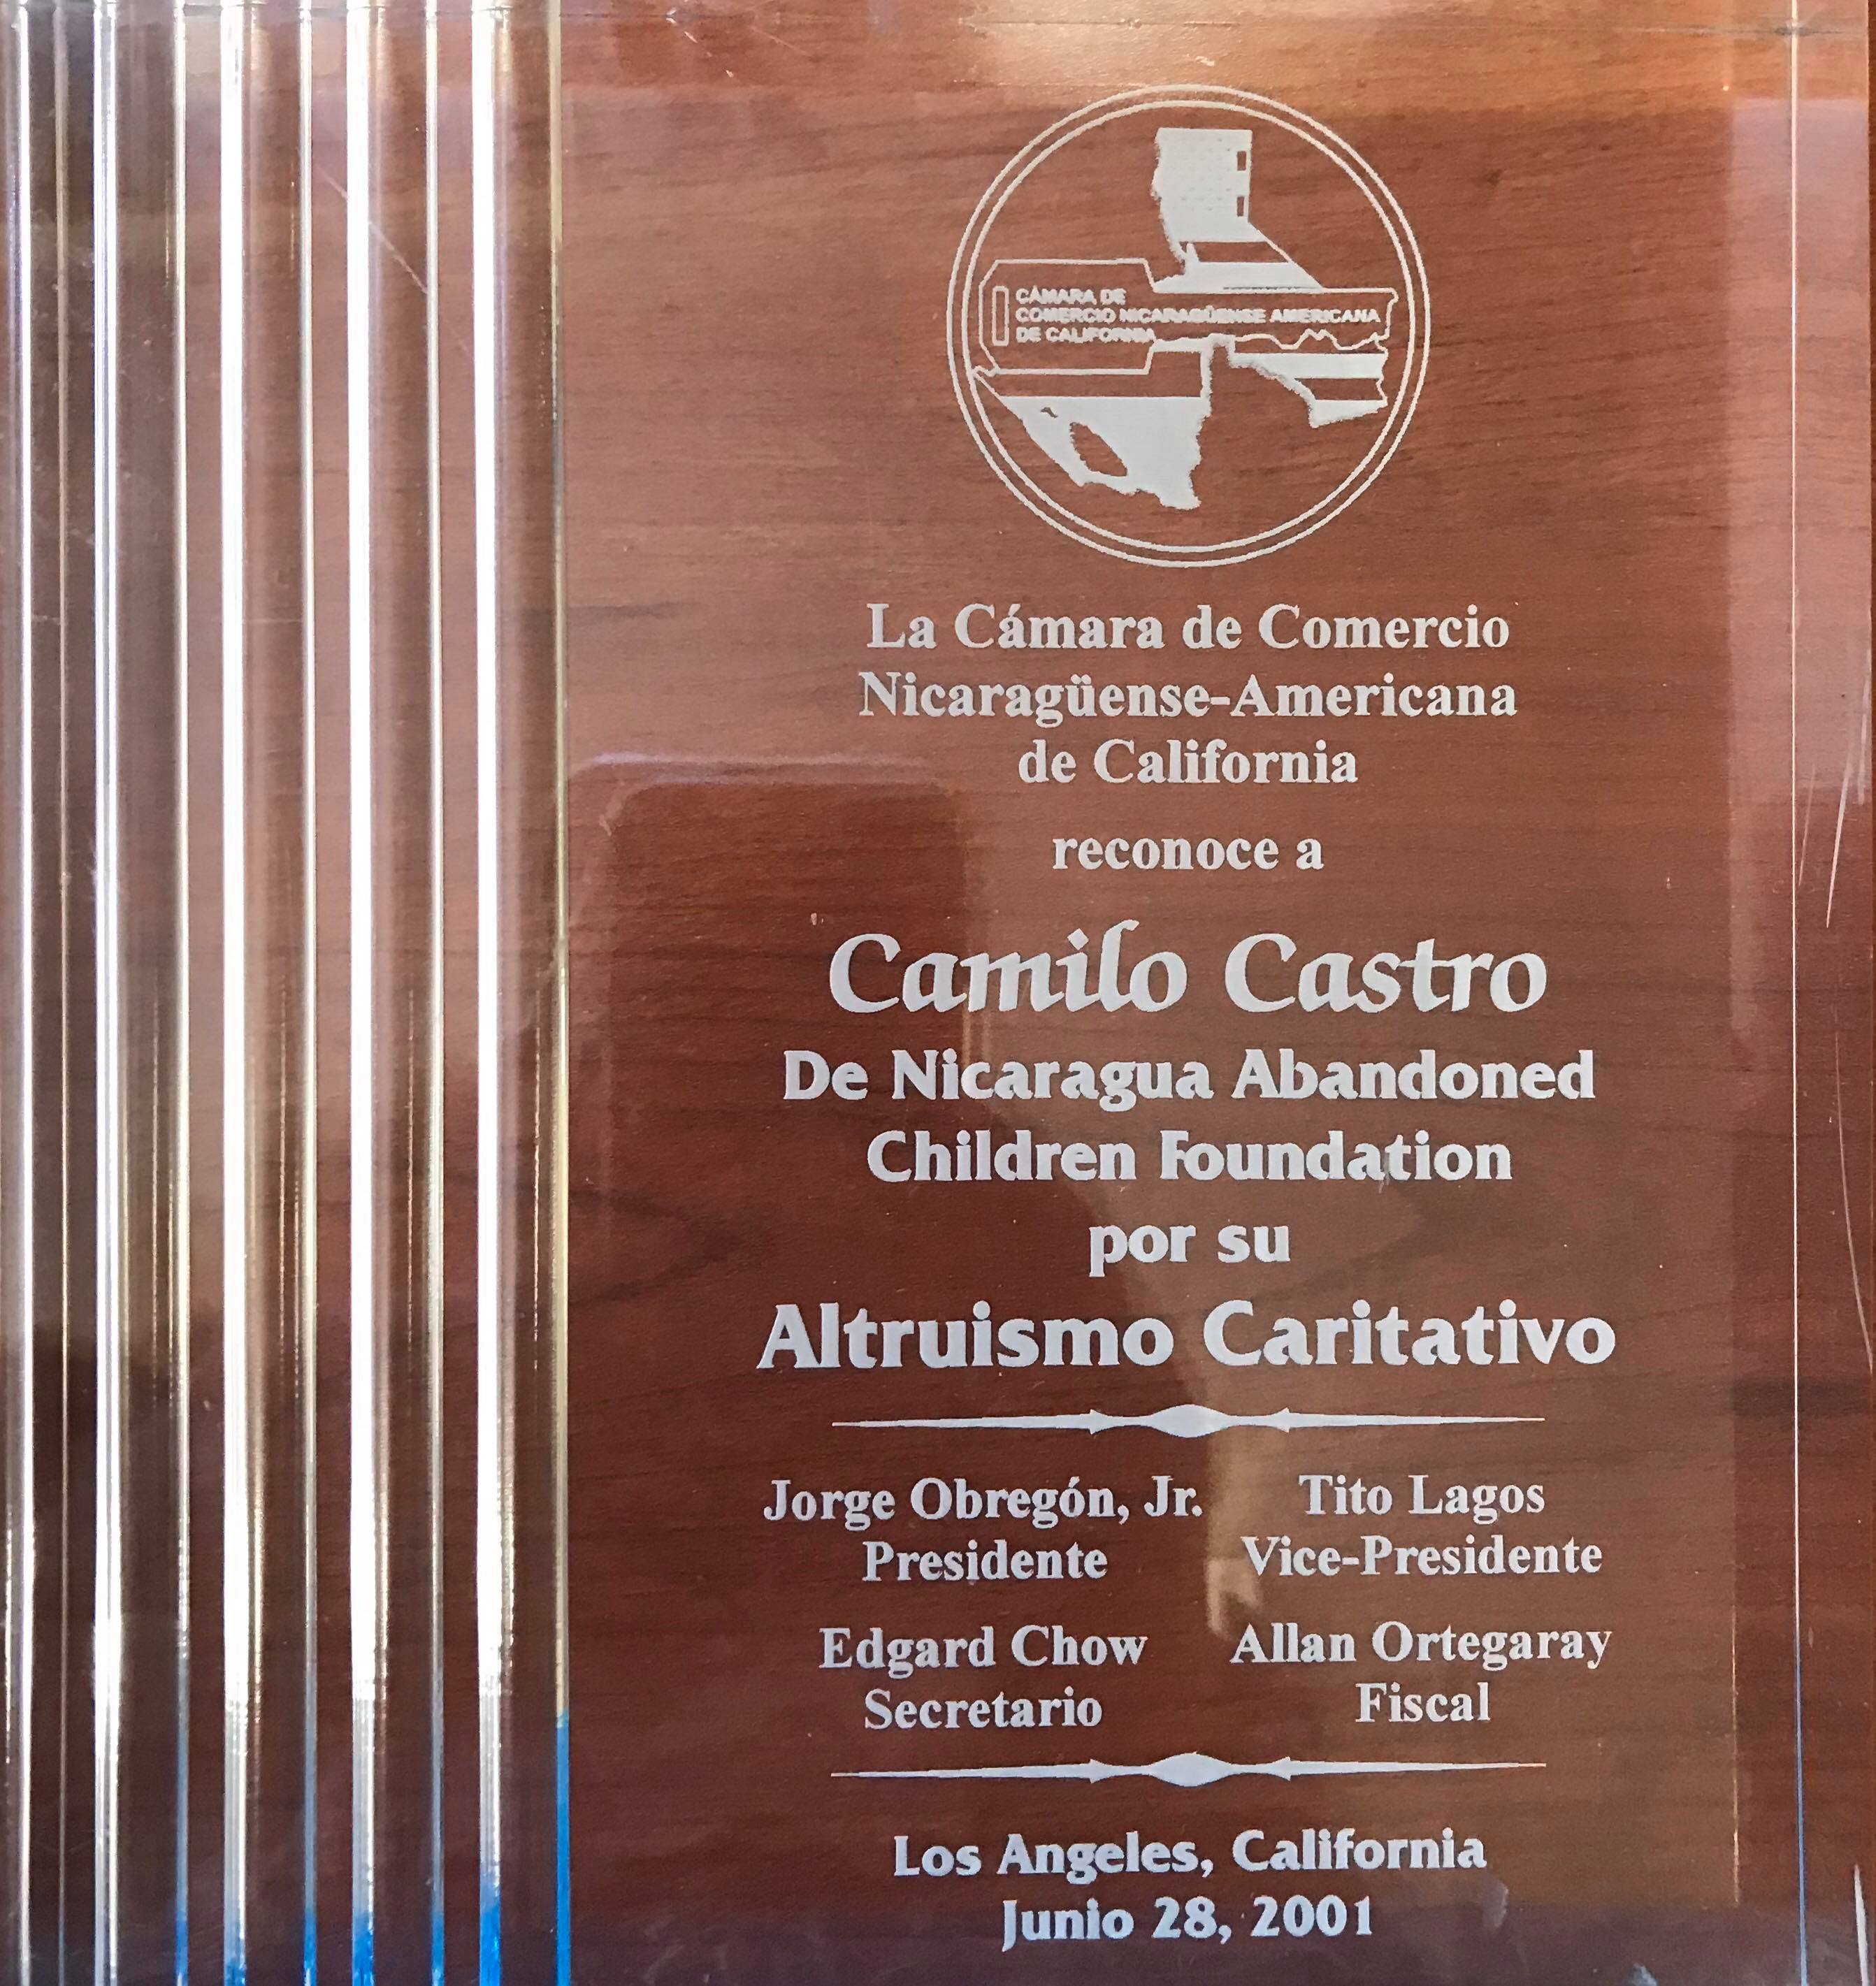 CÁMARA DE
COMERCIO NICARAGÜENSE AMERICANA
DE CALIFORNIA
La Cámara de Comercio
Nicaragüense-Americana
de California
reconoce a
Camilo Castro
De Nicaragua Abandoned
Children Foundation
por su
Altruismo Caritativo
Jorge Obregón, Jr.
Presidente
Tito Lagos
Vice-Presidente
Edgard Chow
Secretario
Allan Ortegaray
Fiscal
Los Angeles, California
Junio 28, 2001